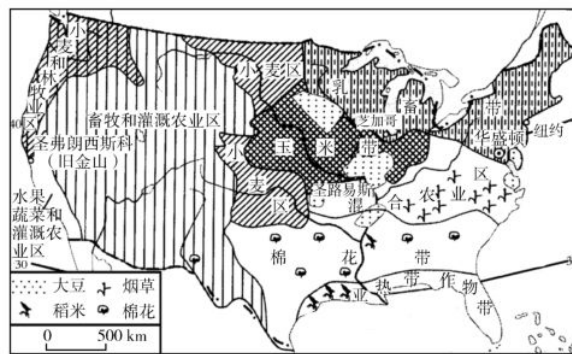 小麦和林牧业区
小麦区
乳畜带
畜牧和灌溉农业区
芝加哥
40
华盛顿
纽约
圣弗朗西斯科
(旧金山)
玉米带
小麦区
圣路易斯
混合农业区
水果
蔬菜和
灌溉农
业区
棉花带
30
3
亚热带作物带
大豆
烟草
稻米
棉花
0 500 km